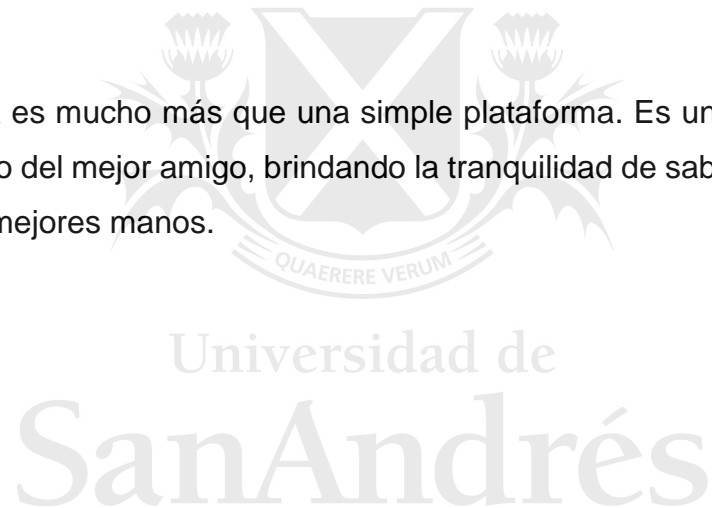 es mucho más que una simple plataforma. Es un
del mejor amigo, brindando la tranquilidad de
mejores manos.
QUAERERE VERUM
Universidad de
SanAndrés